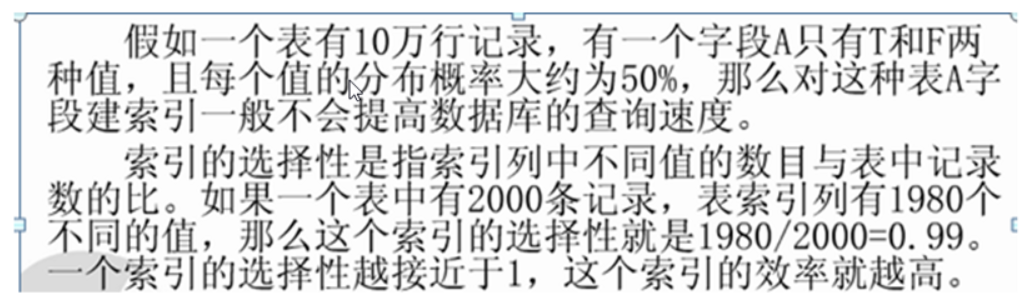 假如一个表有10万行记录，有一个字段A只有T和F两
种值，且每个值的分布概率大约为50%，那么对这种表A字
段建索引一般不会提高数据库的查询速度。
索引的选择性是指索引列中不同值的数目与表中记录
数的比。如果一个表中有2000条记录，表索引列有1980个
不同的值，那么这个索引的选择性就是1980/2000=0.99。
一个索引的选择性越接近于1，这个索引的效率就越高。